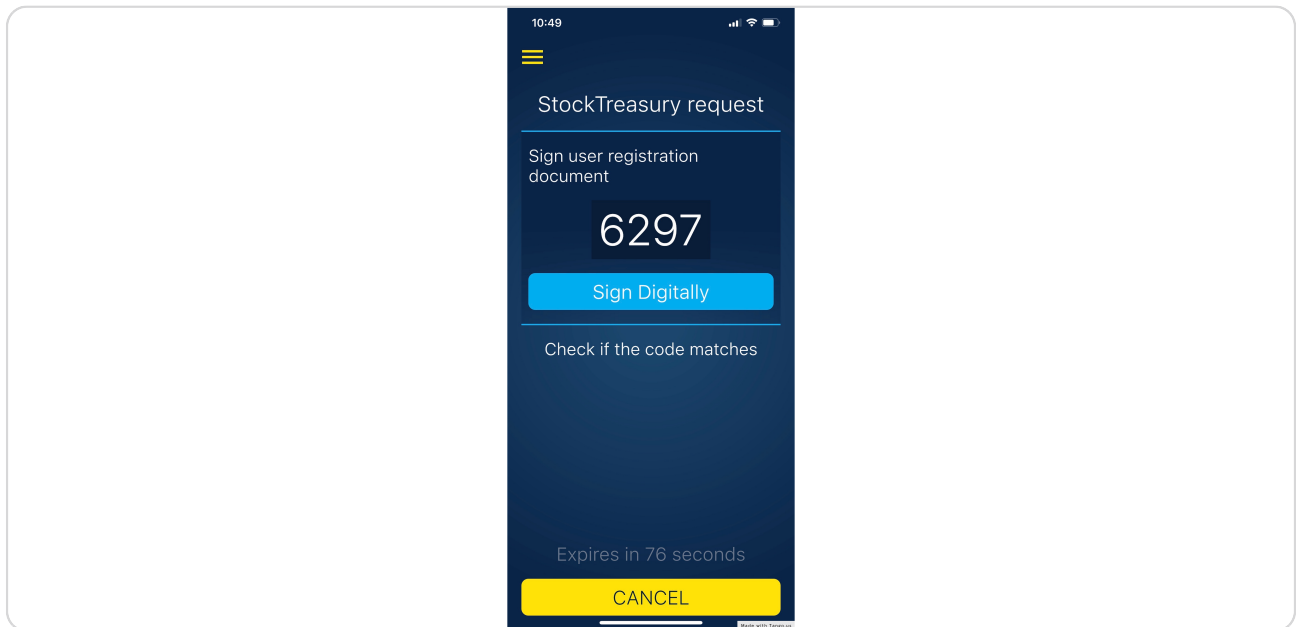 10:49
StockTreasury request
Sign user registration
document
6297
Sign Digitally
Check if the code matches
Expires in 76 seconds
CANCEL